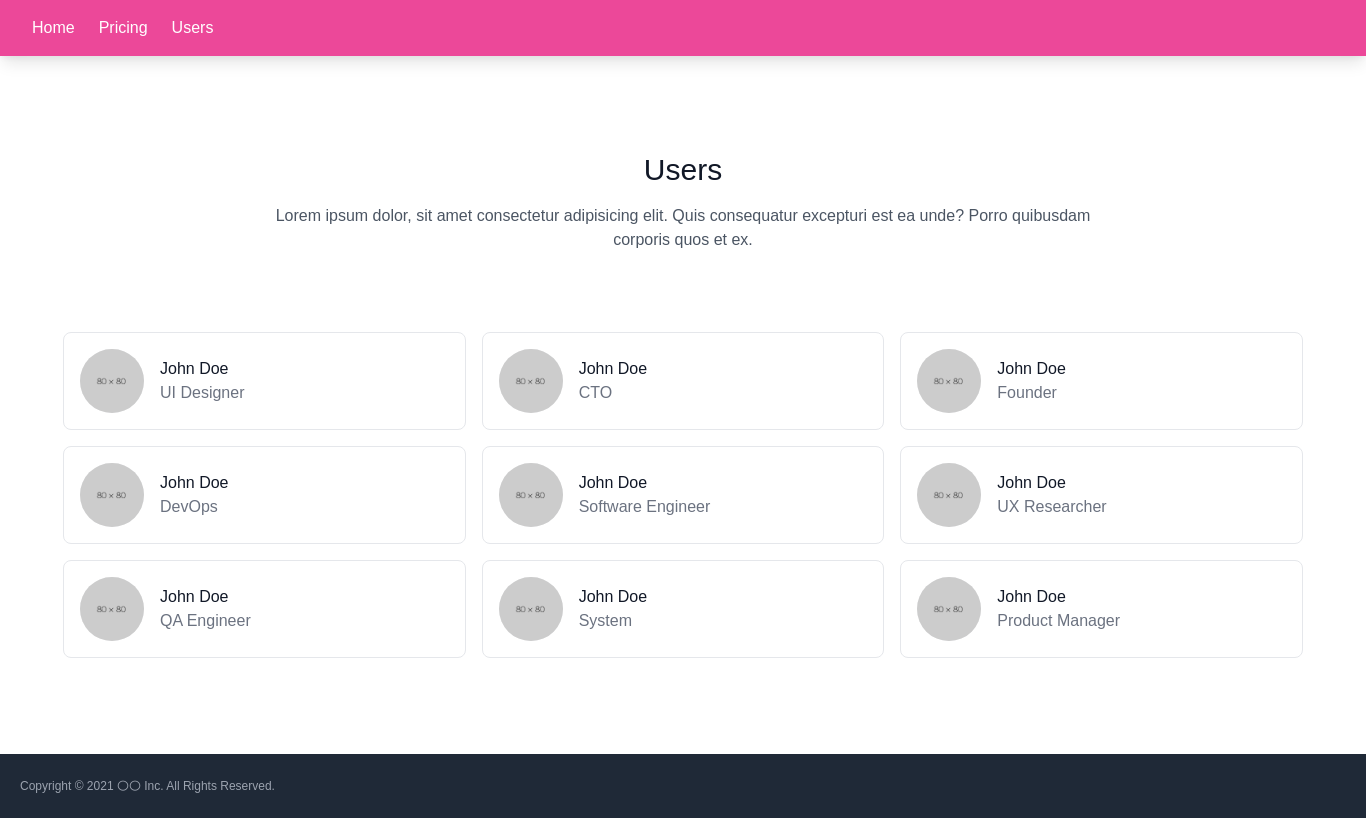 Home Pricing Users
Users
Lorem ipsum dolor, sit amet consectetur adipisicing elit. Quis consequatur excepturi est ea unde? Porro quibusdam
corporis quos et ex.
80 × 80
John Doe
UI Designer
80 × 80
John Doe
CTO
80 × 80
John Doe
Founder
80 × 80
John Doe
DevOps
80 × 80
John Doe
Software Engineer
80 × 80
John Doe
UX Researcher
80 × 80
John Doe
QA Engineer
80 × 80
John Doe
System
80 × 80
John Doe
Product Manager
Copyright © 2021 〇〇 Inc. All Rights Reserved.